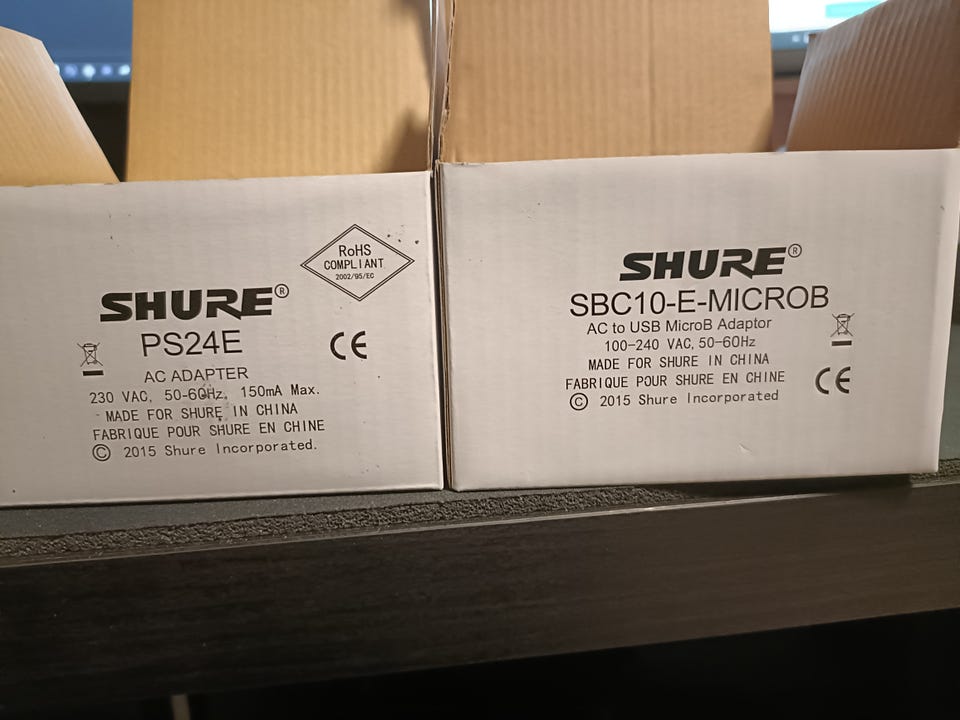 RoHS
COMPLIANT
2002/95/EC
SHURE®
PS24E
CE
AC ADAPTER
230 VAC, 50-60Hz, 150mA Max.
MADE FOR SHURE IN CHINA
FABRIQUE POUR SHURE EN CHINE
© 2015 Shure Incorporated.
SHURE®
SBC10-E-MICROB
AC to USB MicroB Adaptor
100-240 VAC, 50-60Hz
MADE FOR SHURE IN CHINA
FABRIQUE POUR SHURE EN CHINE
CE
© 2015 Shure Incorporated